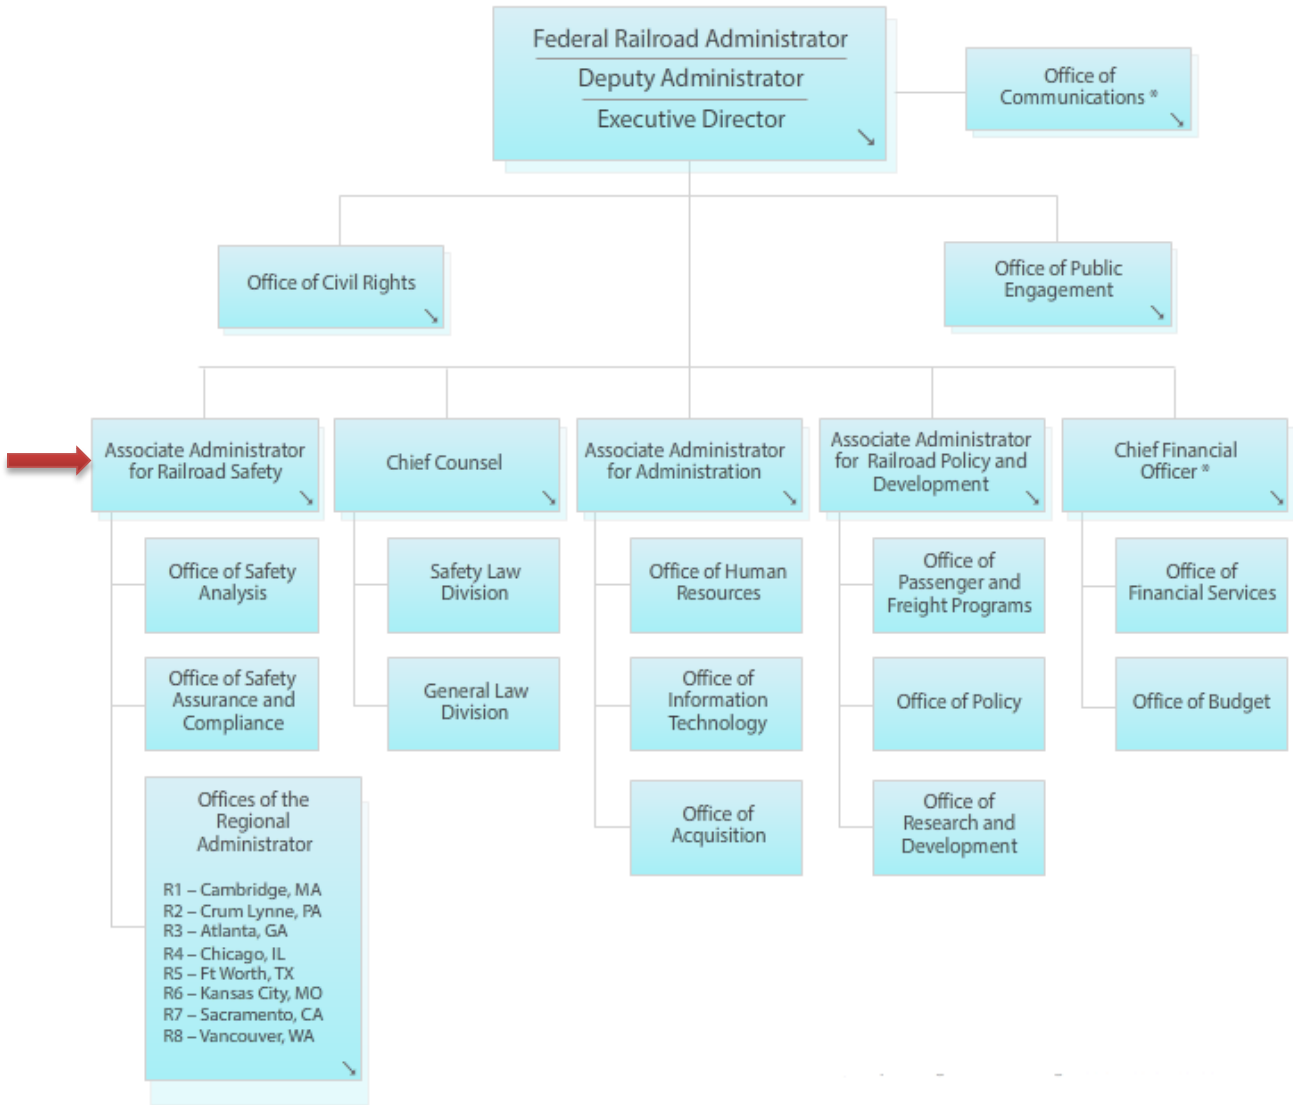 Federal Railroad Administrator
Deputy Administrator
Executive Director
Office of
Communications *
Office of Civil Rights
Office of Public
Engagement
Associate Administrator
for Railroad Safety
Chief Counsel
Associate Administrator
for Administration
Associate Administrator
for Railroad Policy and
Development
Chief Financial
Officer *
Office of Safety
Analysis
Safety Law
Division
Office of Human
Resources
Office of
Passenger and
Freight Programs
Office of
Financial Services
Office of Safety
Assurance and
Compliance
General Law
Division
Office of
Information
Technology
Office of Policy
Office of Budget
Offices of the
Regional
Administrator
R1 – Cambridge, MA
R2 – Crum Lynne, PA
R3 – Atlanta, GA
R4 – Chicago, IL
R5 – Ft Worth, TX
R6 – Kansas City, MO
R7 – Sacramento, CA
R8 – Vancouver, WA
Office of
Acquisition
Office of
Research and
Development